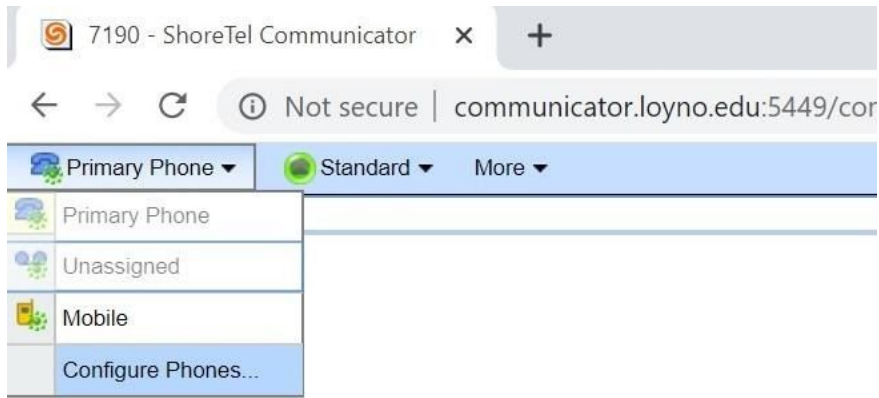 7190 - ShoreTel Communicator
Not secure | communicator.loyno.edu:5449/cor
Primary Phone Standard More
Primary Phone
Unassigned
Mobile
Configure Phones...